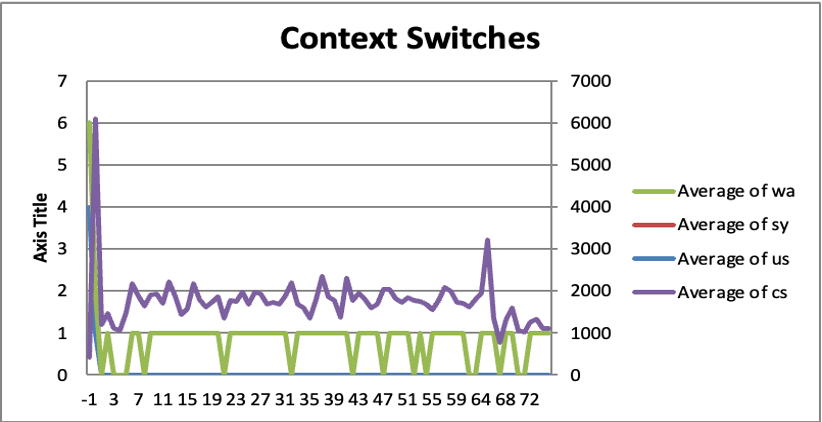 Context Switches
7 7000
6 6000
5 5000
4 4000
3 3000
2 2000
1 1000
0 0
Axis Title
-1 3 7 11 15 19 23 27 31 35 39 43 47 51 55 59 64 68 72
Average of wa
Average of sy
Average of us
Average of cs